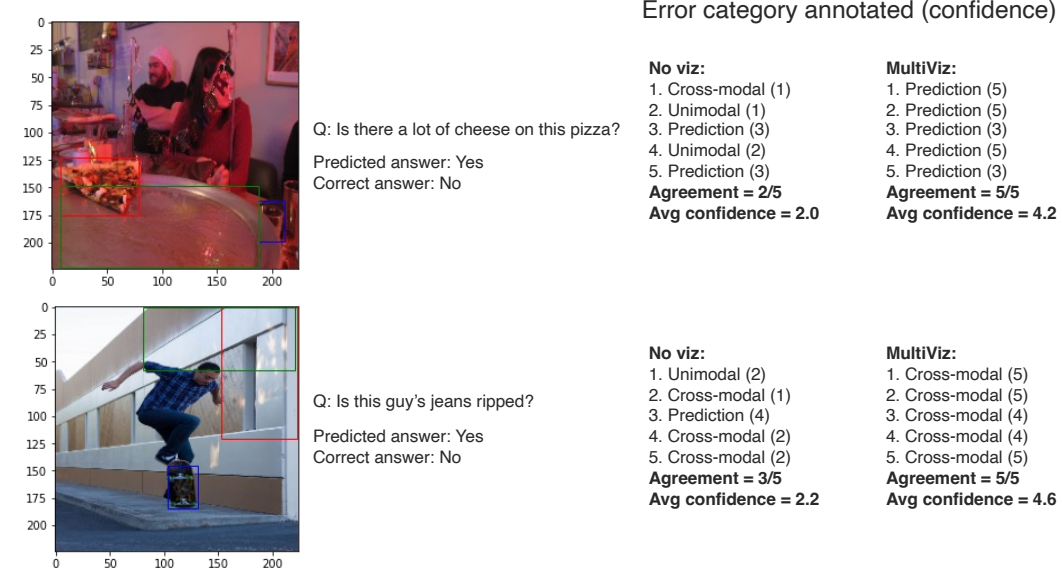 Error category annotated (confidence)
0
25
50
75
100
125
150
175
200
0 50 100 150 200
Q: Is there a lot of cheese on this pizza?
Predicted answer: Yes
Correct answer: No
No viz:
1. Cross-modal (1)
2. Unimodal (1)
3. Prediction (3)
4. Unimodal (2)
5. Prediction (3)
Agreement = 2/5
Avg confidence = 2.0
MultiViz:
1. Prediction (5)
2. Prediction (5)
3. Prediction (3)
4. Prediction (5)
5. Prediction (3)
Agreement = 5/5
Avg confidence = 4.2
0
25
50
75
100
125
150
175
200
0 50 100 150 200
Q: Is this guy's jeans ripped?
Predicted answer: Yes
Correct answer: No
No viz:
1. Unimodal (2)
2. Cross-modal (1)
3. Prediction (4)
4. Cross-modal (2)
5. Cross-modal (2)
Agreement = 3/5
Avg confidence = 2.2
MultiViz:
1. Cross-modal (5)
2. Cross-modal (5)
3. Cross-modal (4)
4. Cross-modal (4)
5. Cross-modal (5)
Agreement = 5/5
Avg confidence = 4.6